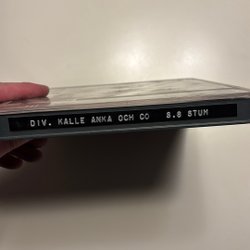 DIV. KALLE ANKA OCH CO 8.8 STUM